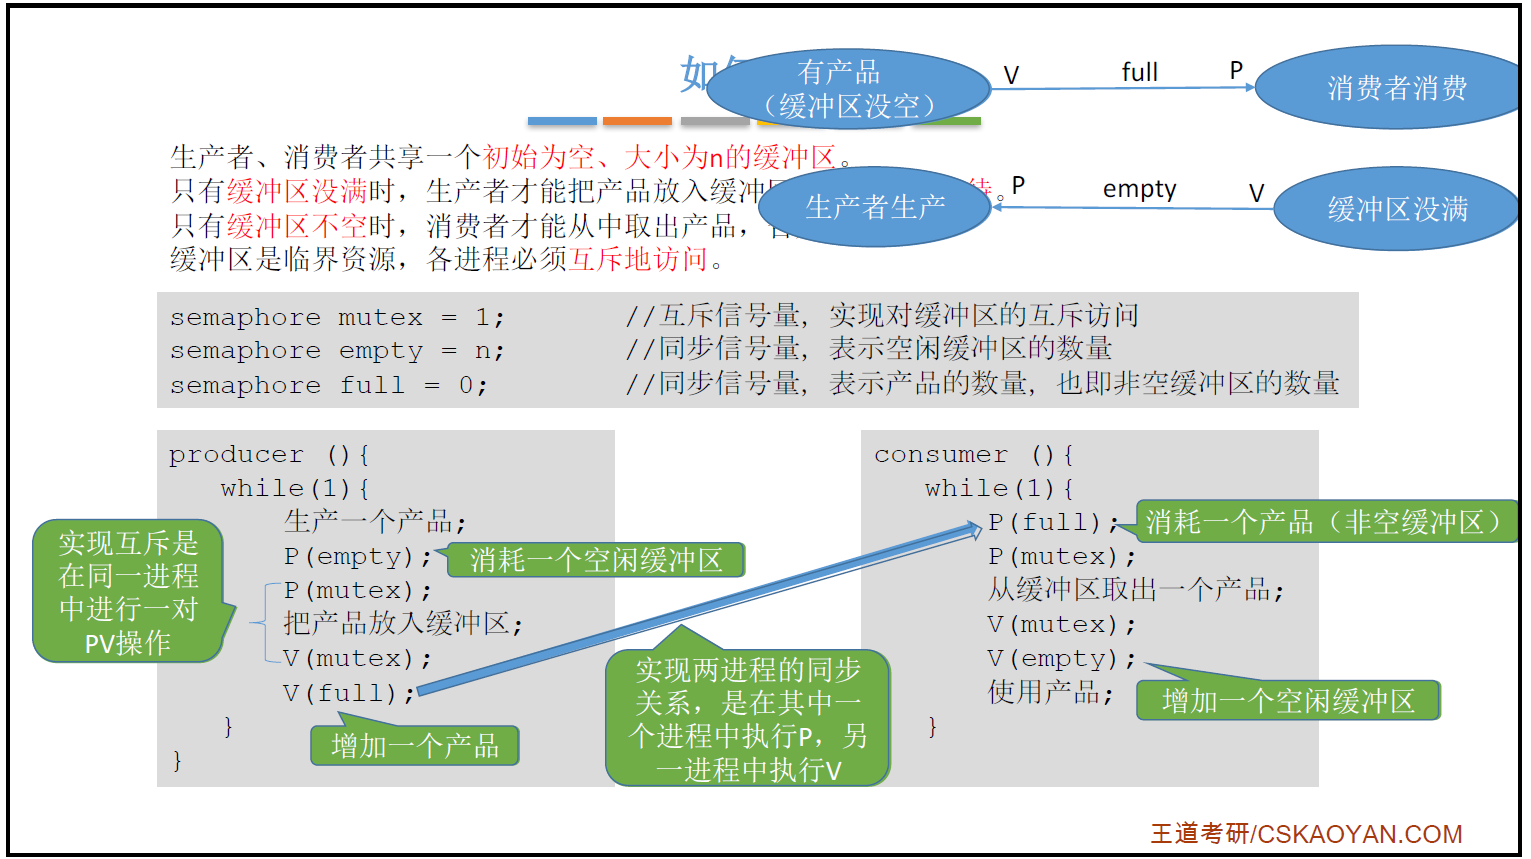 如何
有产品
（缓冲区没空）
V full P
消费者消费
生产者、消费者共享一个初始为空、大小为n的缓冲区。
只有缓冲区没满时，生产者才能把产品放入缓冲区
待。
生产者生产
P empty V
缓冲区没满
只有缓冲区不空时，消费者才能从中取出产品，
缓冲区是临界资源，各进程必须互斥地访问。
semaphore mutex = 1; //互斥信号量，实现对缓冲区的互斥访问
semaphore empty = n; //同步信号量，表示空闲缓冲区的数量
semaphore full = 0; //同步信号量，表示产品的数量，也即非空缓冲区的数量
producer (){
while(1){
生产一个产品;
P(empty);
P(mutex);
把产品放入缓冲区;
V(mutex);
V(full);
}
}
实现互斥是
在同一进程
中进行一对
PV操作
消耗一个空闲缓冲区
增加一个产品
实现两进程的同步
关系，是在其中一
个进程中执行P，另
一进程中执行V
consumer (){
while(1){
P(full);
P(mutex);
从缓冲区取出一个产品;
V(mutex);
V(empty);
使用产品;
}
消耗一个产品（非空缓冲区）
增加一个空闲缓冲区
王道考研/CSKAOYAN.COM